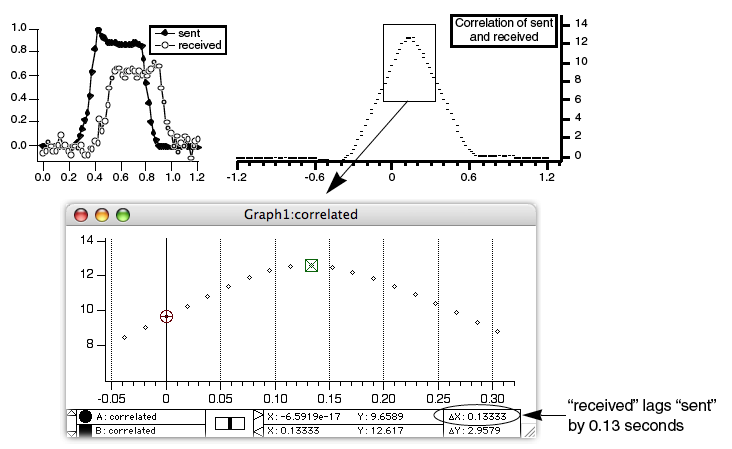 1.0
0.8
0.6
0.4
0.2
0.0
0.0 0.2 0.4 0.6 0.8 1.0 1.2
sent
received
Correlation of sent
and received
14
12
10
8
6
4
2
0
-1.2 -0.6 0 0.6 1.2
Graph1:correlated
14
12
10
8
-0.05 0 0.05 0.10 0.15 0.20 0.25 0.30
A: correlated X: -6.5919e-17 Y: 9.6589 ΔX: 0.13333
B: correlated X: 0.13333 Y: 12.617 ΔY: 2.9579
“received” lags “sent”
by 0.13 seconds